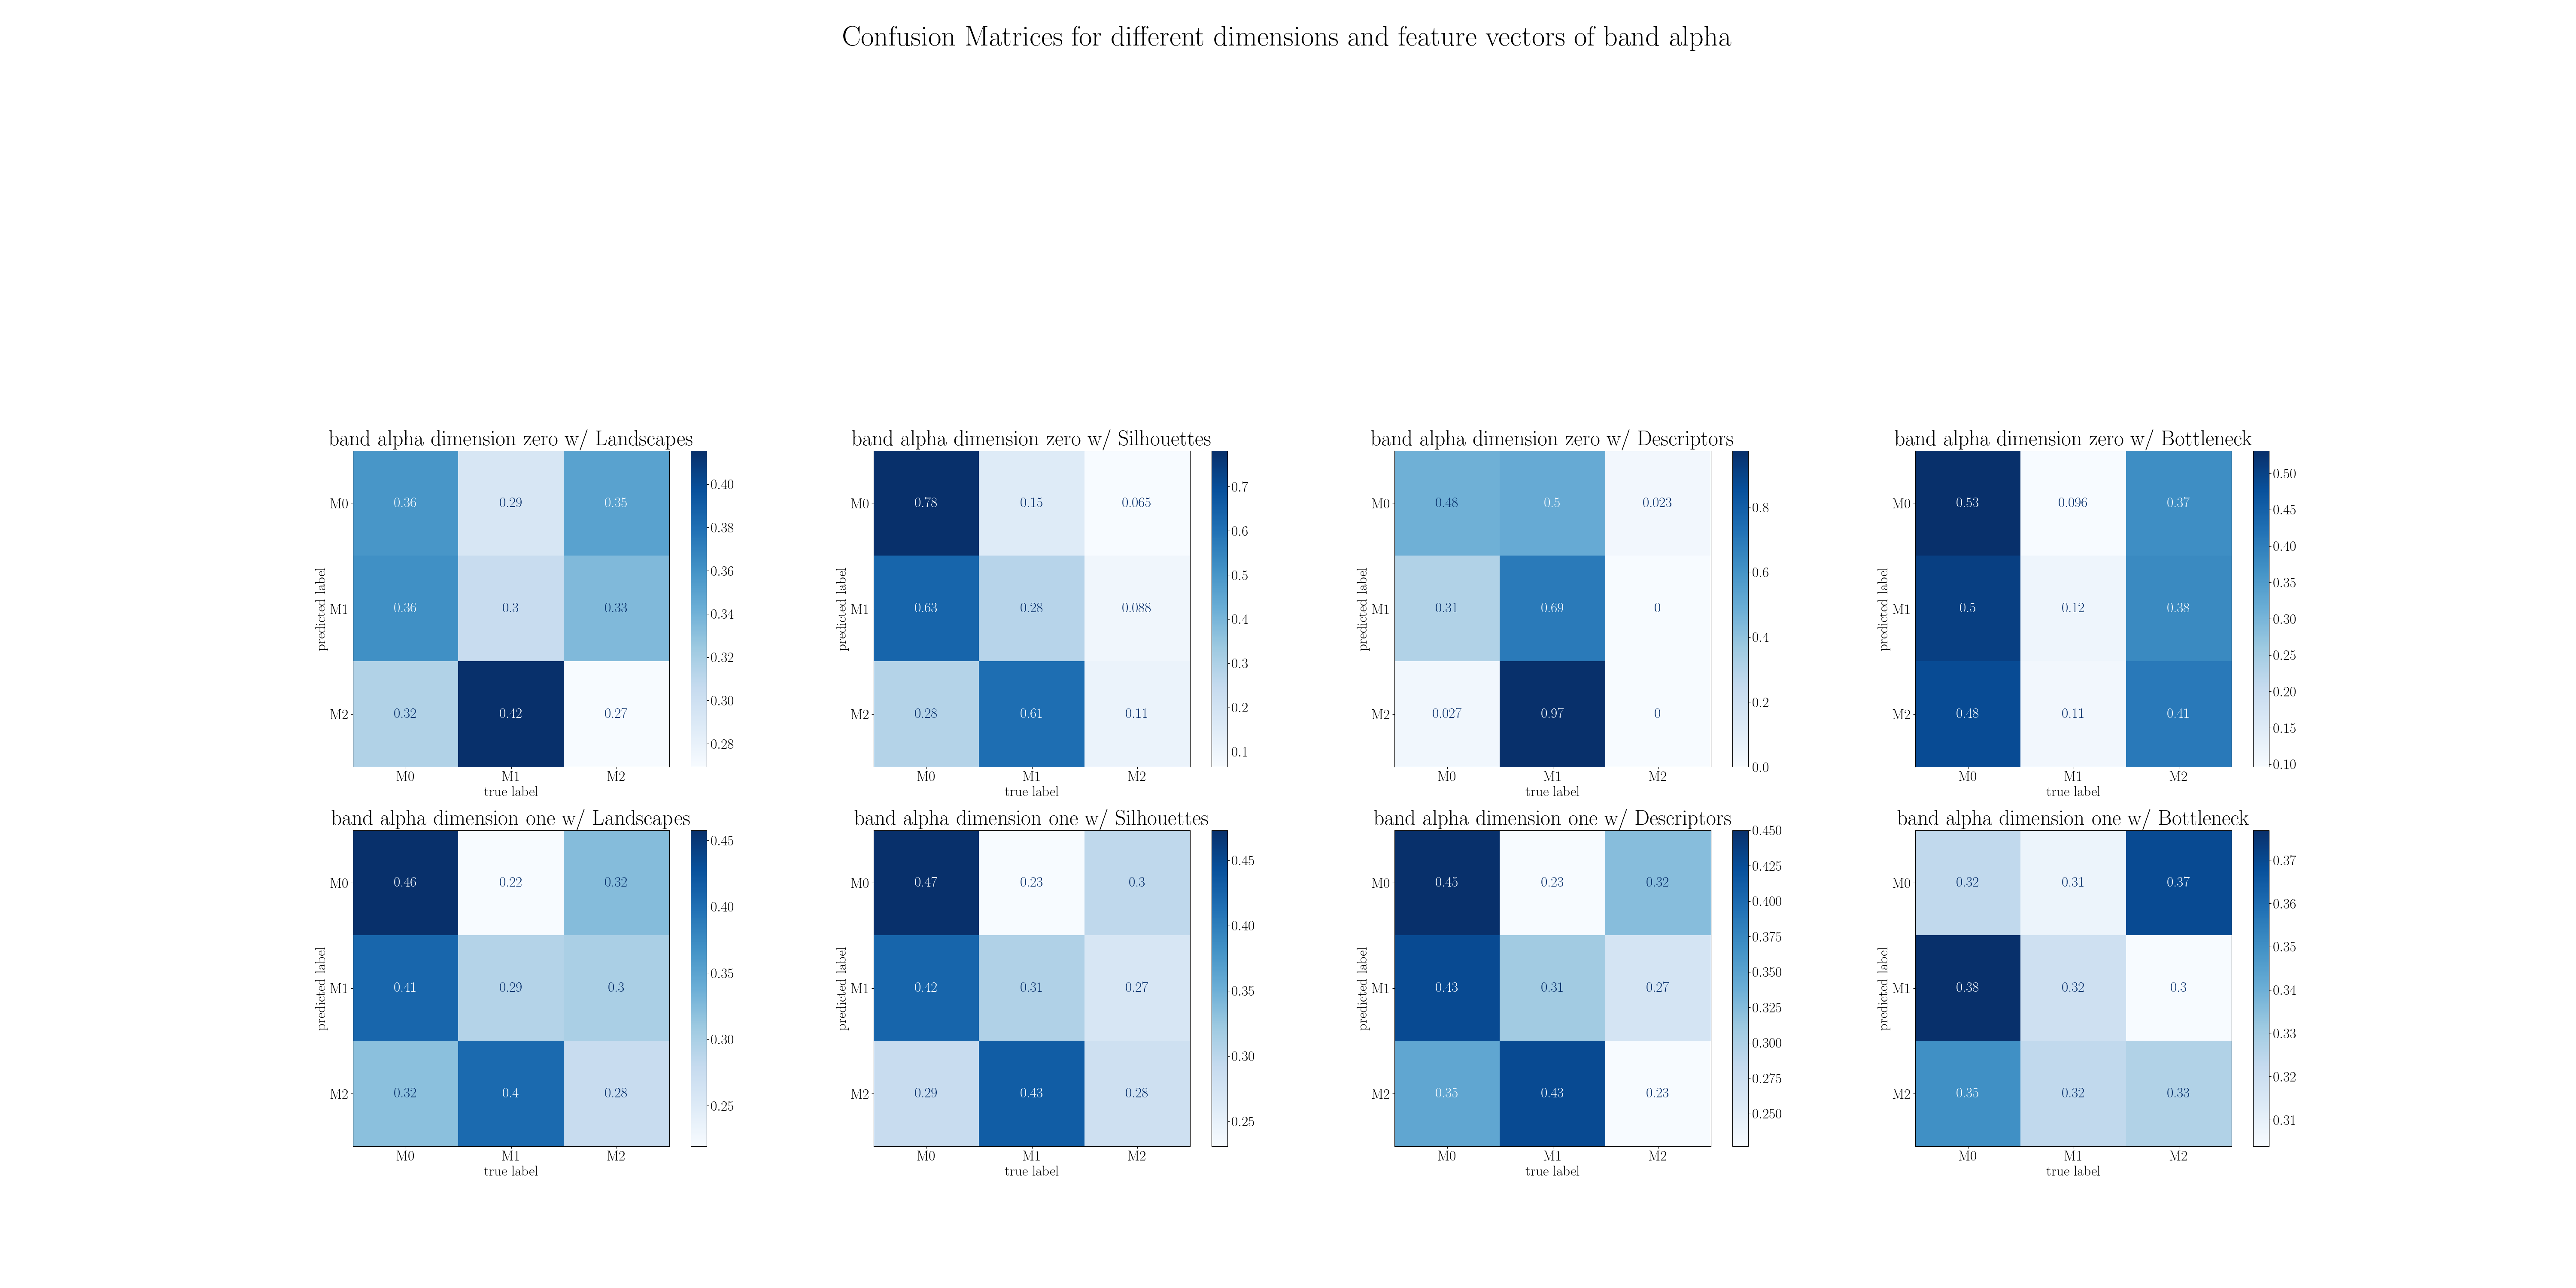 Confusion Matrices for different dimensions and feature vectors of band alpha
band alpha dimension zero w/ Landscapes
predicted label
M0 0.36 0.29 0.35
M1 0.36 0.3 0.33
M2 0.32 0.42 0.27
M0 M1 M2
true label
0.40
0.38
0.36
0.34
0.32
0.30
0.28
band alpha dimension zero w/ Silhouettes
predicted label
M0 0.78 0.15 0.065
M1 0.63 0.28 0.088
M2 0.28 0.61 0.11
M0 M1 M2
true label
0.7
0.6
0.5
0.4
0.3
0.2
0.1
band alpha dimension zero w/ Descriptors
predicted label
M0 0.48 0.5 0.023
M1 0.31 0.69 0
M2 0.027 0.97 0
M0 M1 M2
true label
0.8
0.6
0.4
0.2
0.0
band alpha dimension zero w/ Bottleneck
predicted label
M0 0.53 0.096 0.37
M1 0.5 0.12 0.38
M2 0.48 0.11 0.41
M0 M1 M2
true label
0.50
0.45
0.40
0.35
0.30
0.25
0.20
0.15
0.10
band alpha dimension one w/ Landscapes
predicted label
M0 0.46 0.22 0.32
M1 0.41 0.29 0.3
M2 0.32 0.4 0.28
M0 M1 M2
true label
0.45
0.40
0.35
0.30
0.25
band alpha dimension one w/ Silhouettes
predicted label
M0 0.47 0.23 0.3
M1 0.42 0.31 0.27
M2 0.29 0.43 0.28
M0 M1 M2
true label
0.45
0.40
0.35
0.30
0.25
band alpha dimension one w/ Descriptors
predicted label
M0 0.45 0.23 0.32
M1 0.43 0.31 0.27
M2 0.35 0.43 0.23
M0 M1 M2
true label
0.450
0.425
0.400
0.375
0.350
0.325
0.300
0.275
0.250
band alpha dimension one w/ Bottleneck
predicted label
M0 0.32 0.31 0.37
M1 0.38 0.32 0.3
M2 0.35 0.32 0.33
M0 M1 M2
true label
0.37
0.36
0.35
0.34
0.33
0.32
0.31